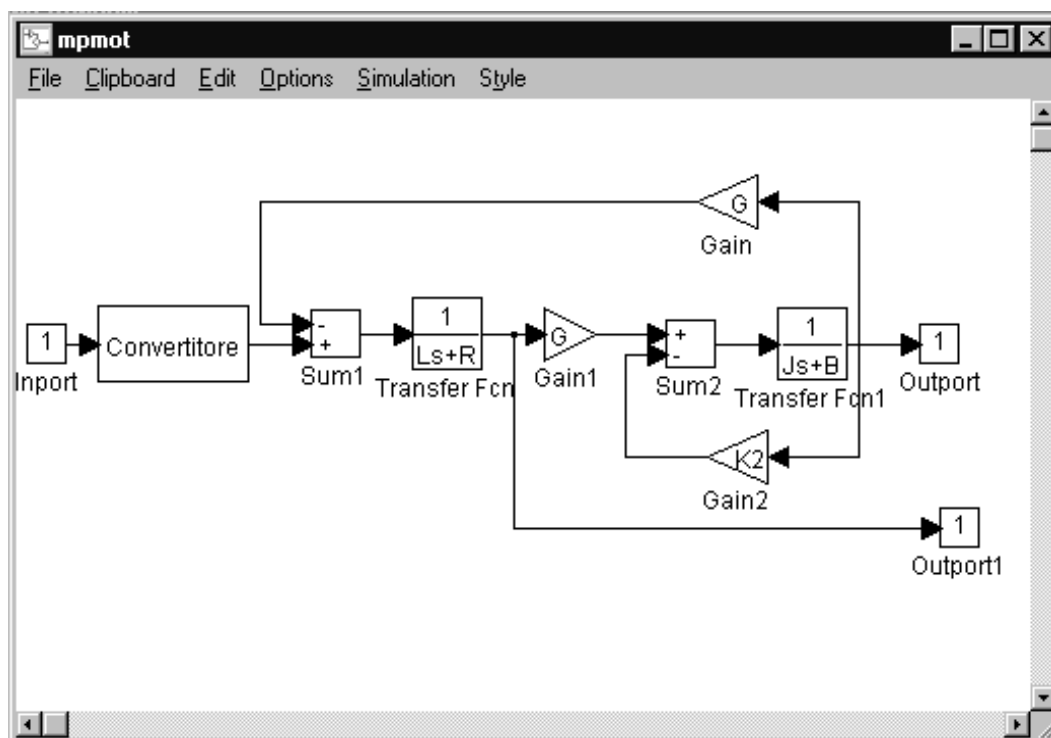 mpmot
File Clipboard Edit Options Simulation Style
G
Gain
1
Inport
Convertitore
-
+
Sum1
1
Ls+R
Transfer Fcn
G
Gain1
+
-
Sum2
1
Js+B
Transfer Fcn1
1
Outport
K2
Gain2
1
Outport1